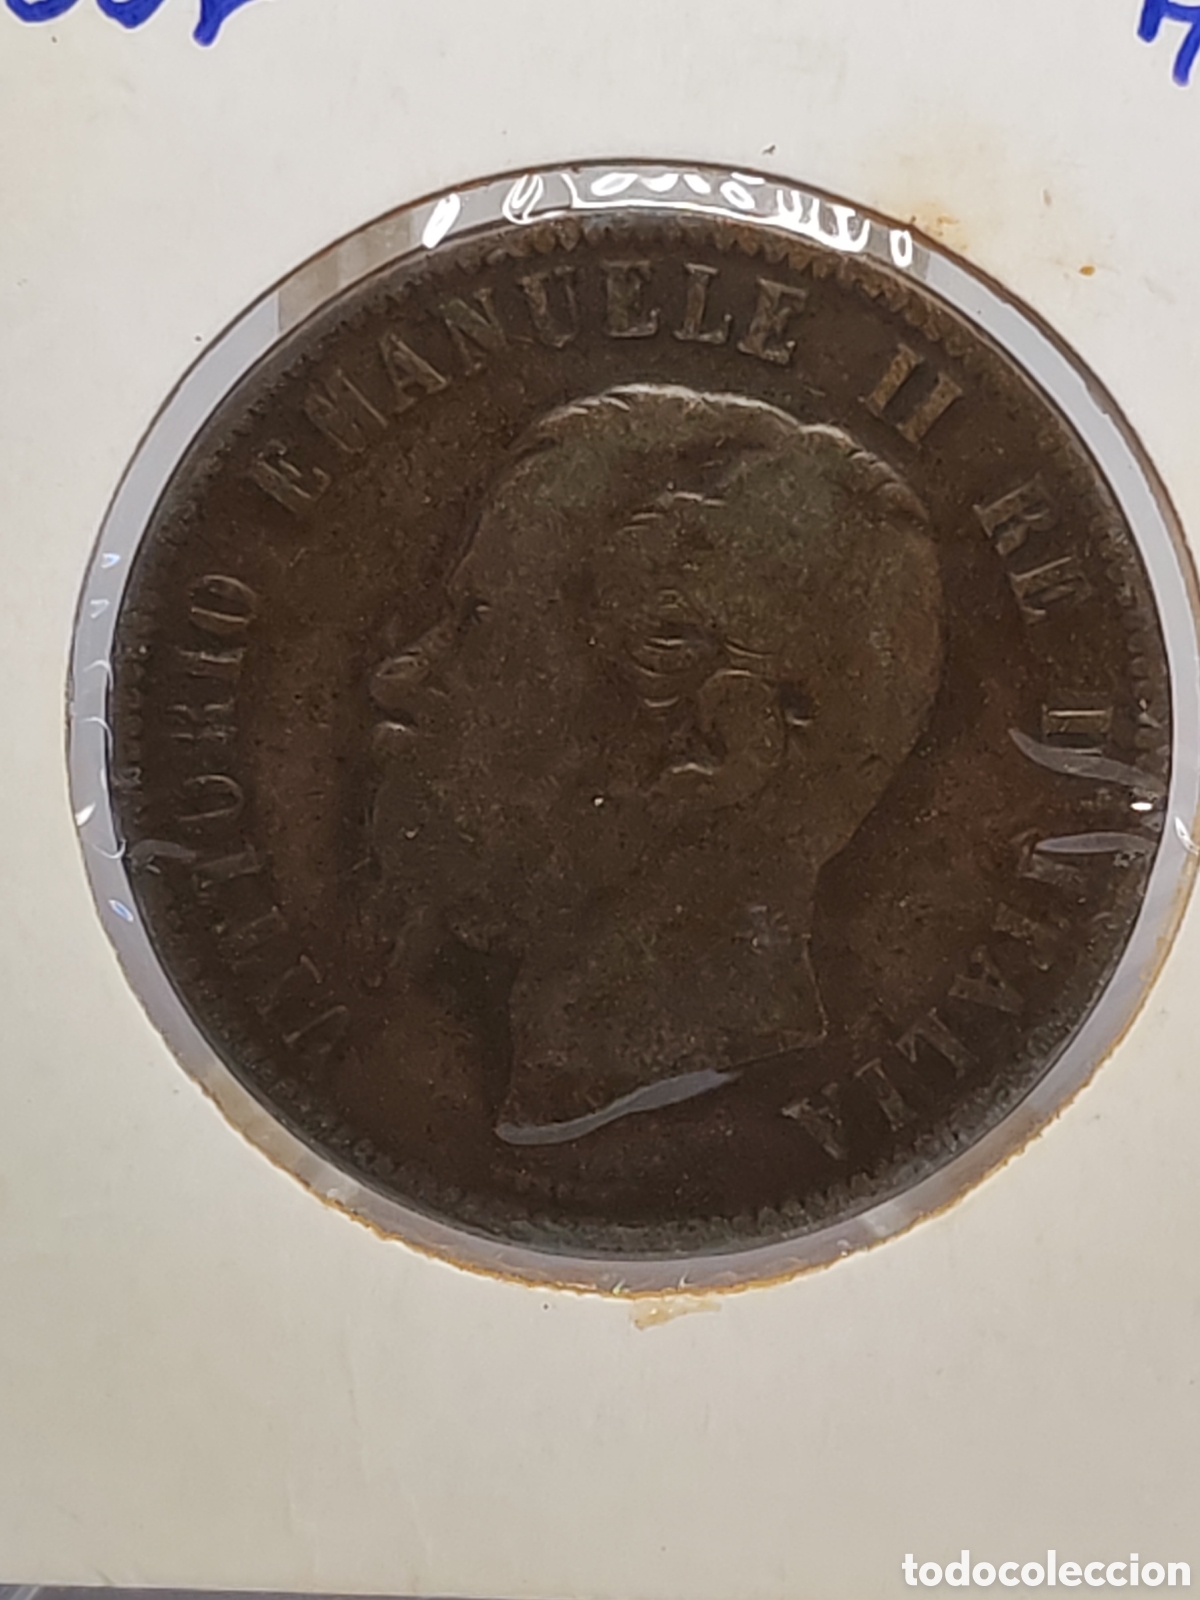 VITTORIO EMANUELE II RE D'ITALIA
todocoleccion